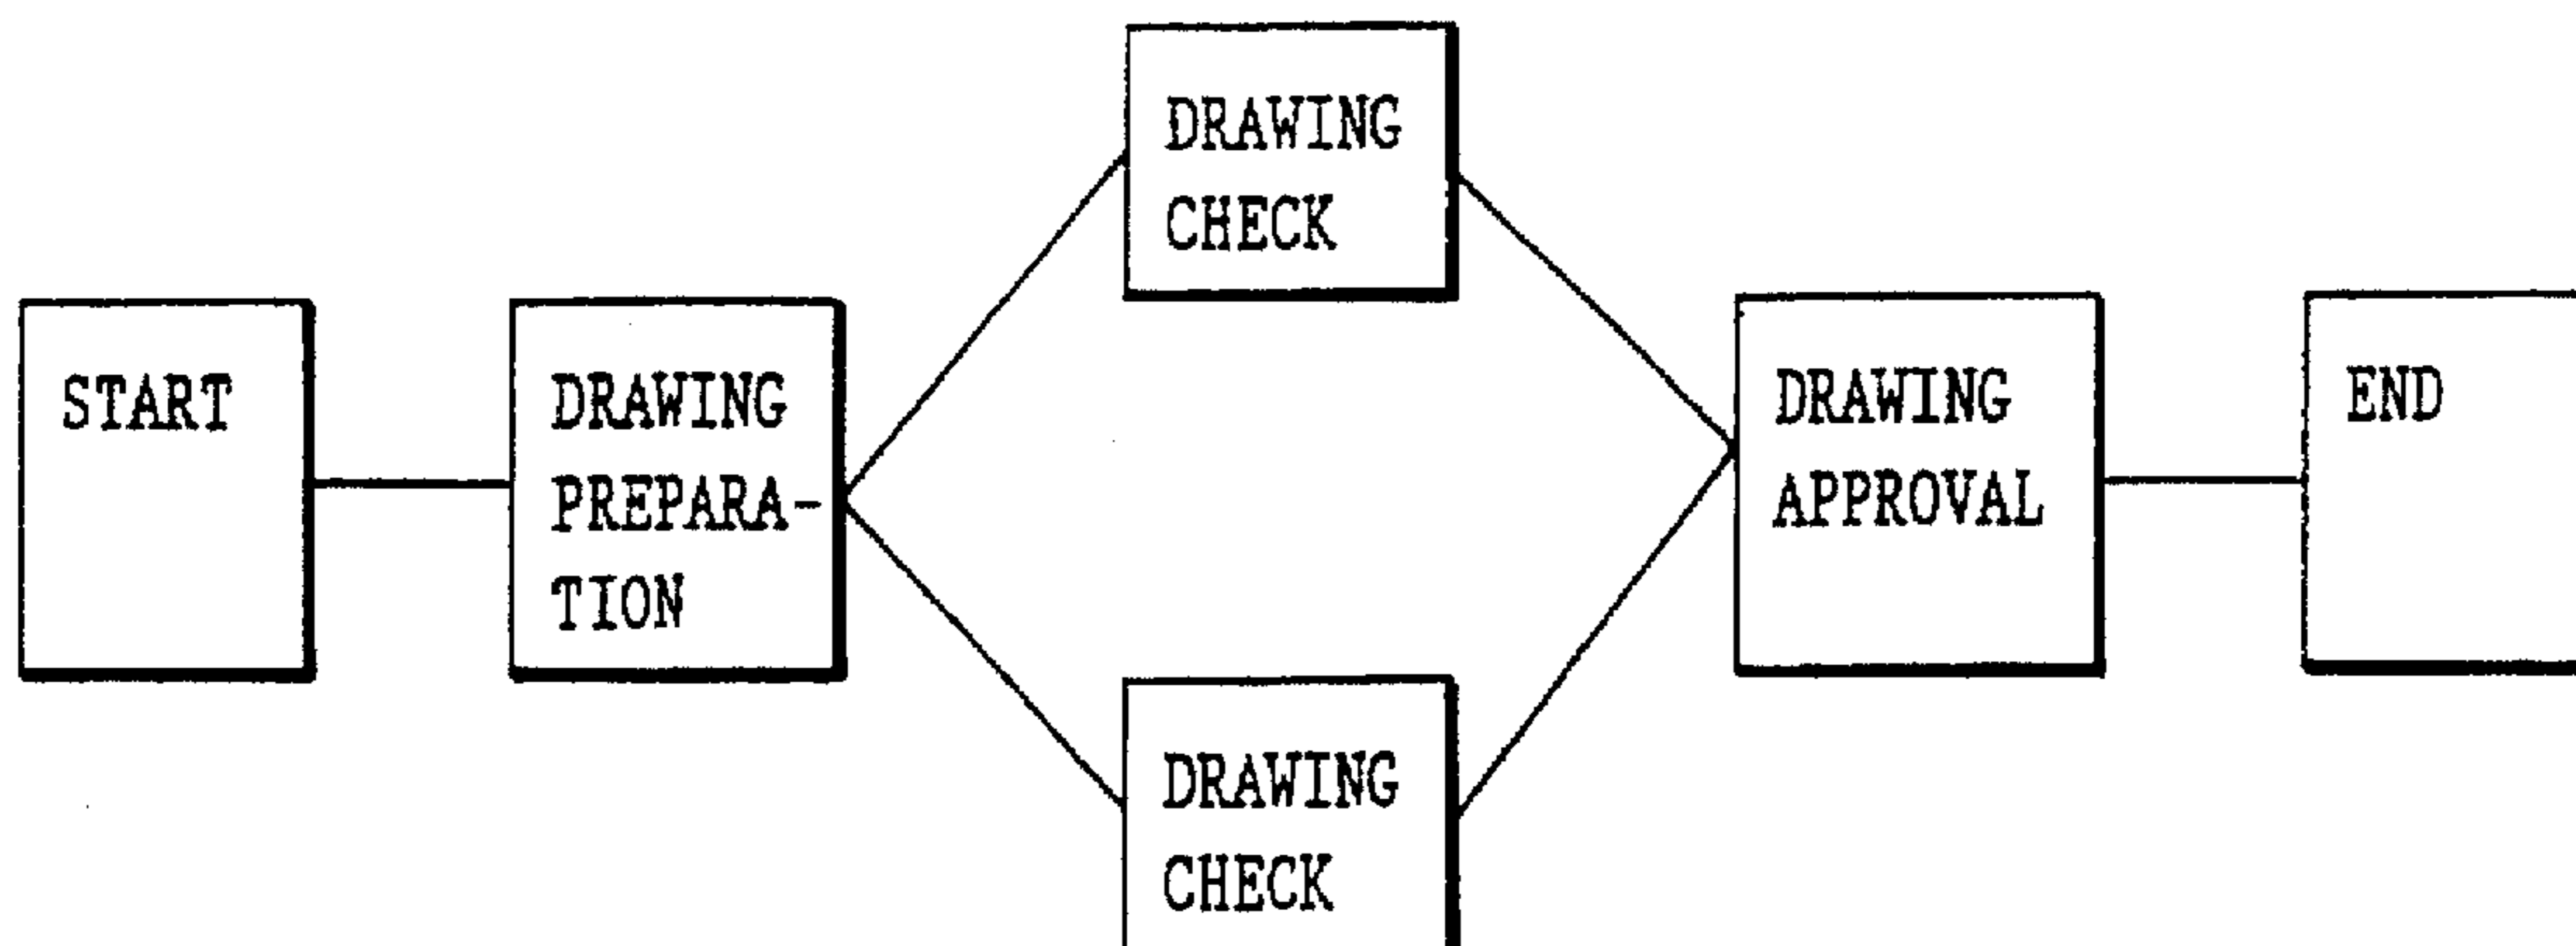 START
DRAWING
PREPARA-
TION
DRAWING
CHECK
DRAWING
CHECK
DRAWING
APPROVAL
END